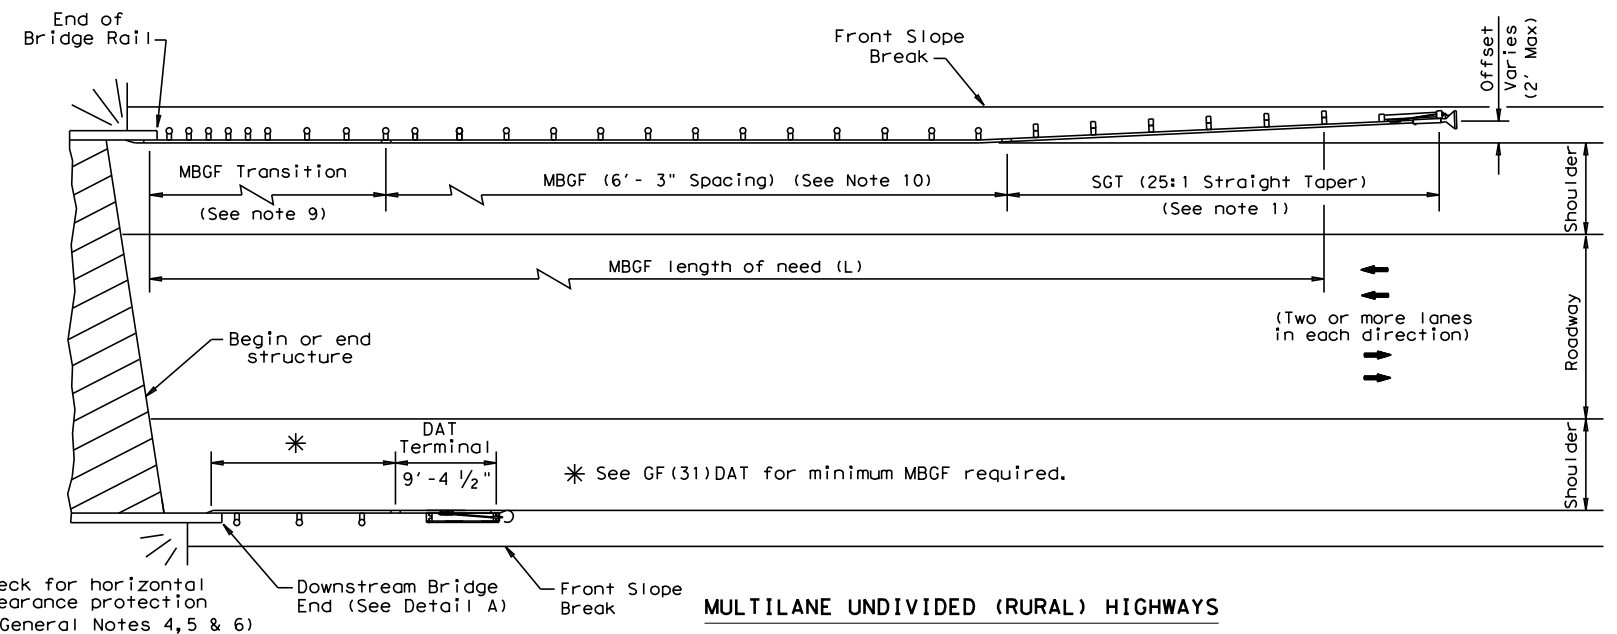 End of
Bridge Rail
Front Slope
Break
Offset
Varies
(2' Max)
MBGF Transition
(See note 9)
MBGF (6'- 3" Spacing) (See Note 10)
SGT (25:1 Straight Taper)
(See note 1)
Shoulder
MBGF length of need (L)
(Two or more lanes
in each direction)
Roadway
Begin or end
structure
DAT
Terminal
9'-4 ½"
✳
✳ See GF(31)DAT for minimum MBGF required.
Shoulder
eck for horizontal
earance protection
General Notes 4,5 & 6)
Downstream Bridge
End (See Detail A)
Front Slope
Break
MULTILANE UNDIVIDED (RURAL) HIGHWAYS